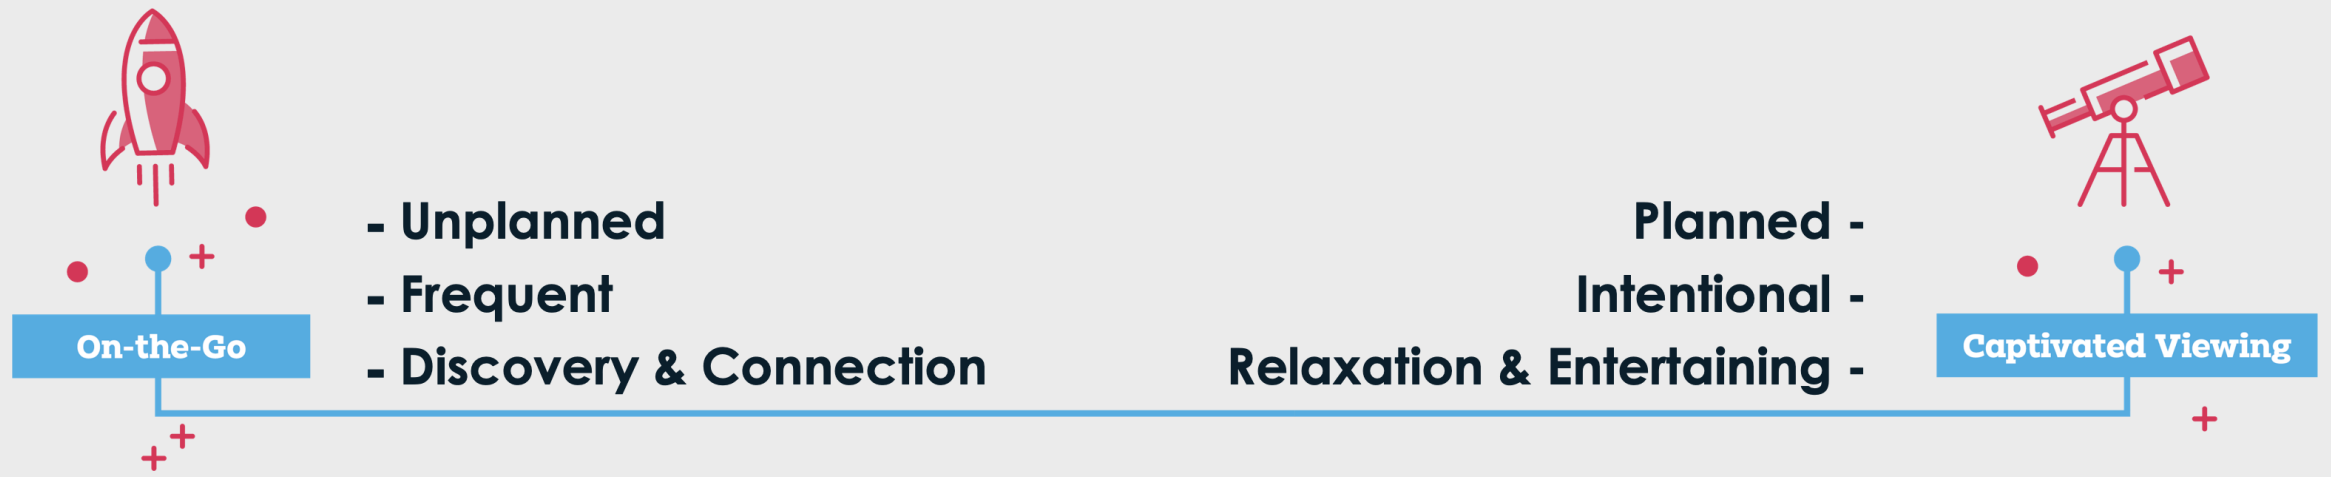 - Unplanned
- Frequent
- Discovery & Connection
On-the-Go
Planned -
Intentional -
Relaxation & Entertaining -
Captivated Viewing